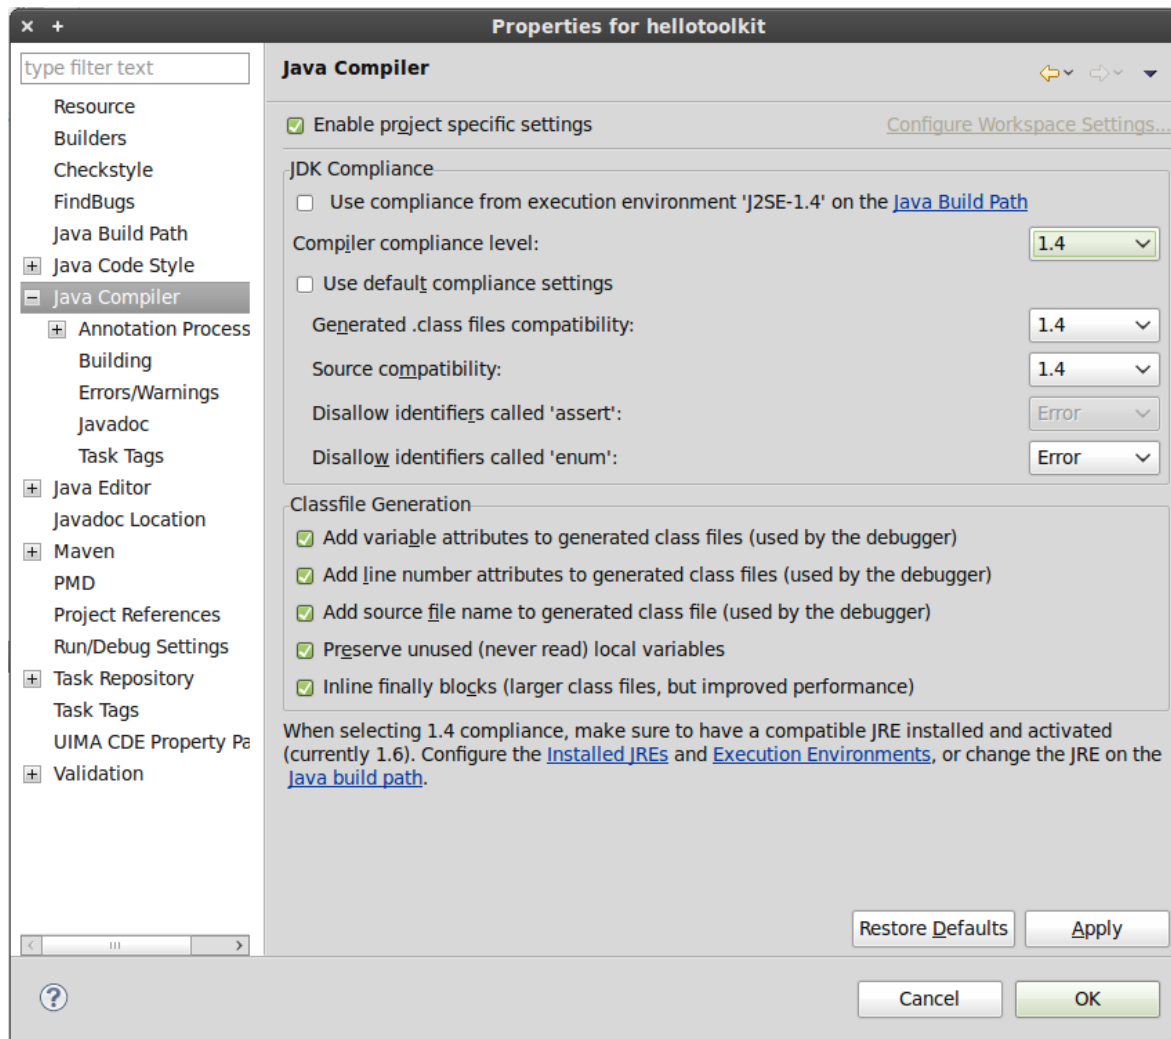 Properties for hellotoolkit
type filter text
Resource
Builders
Checkstyle
FindBugs
Java Build Path
Java Code Style
Java Compiler
Annotation Process
Building
Errors/Warnings
Javadoc
Task Tags
Java Editor
Javadoc Location
Maven
PMD
Project References
Run/Debug Settings
Task Repository
Task Tags
UIMA CDE Property Pa
Validation
Java Compiler
Enable project specific settings
Configure Workspace Settings...
JDK Compliance
Use compliance from execution environment 'J2SE-1.4' on the Java Build Path
Compiler compliance level: 1.4
Use default compliance settings
Generated .class files compatibility: 1.4
Source compatibility: 1.4
Disallow identifiers called 'assert': Error
Disallow identifiers called 'enum': Error
Classfile Generation
Add variable attributes to generated class files (used by the debugger)
Add line number attributes to generated class files (used by the debugger)
Add source file name to generated class file (used by the debugger)
Preserve unused (never read) local variables
Inline finally blocks (larger class files, but improved performance)
When selecting 1.4 compliance, make sure to have a compatible JRE installed and activated
(currently 1.6). Configure the Installed JREs and Execution Environments, or change the JRE on the
Java build path.
Restore Defaults
Apply
Cancel
OK